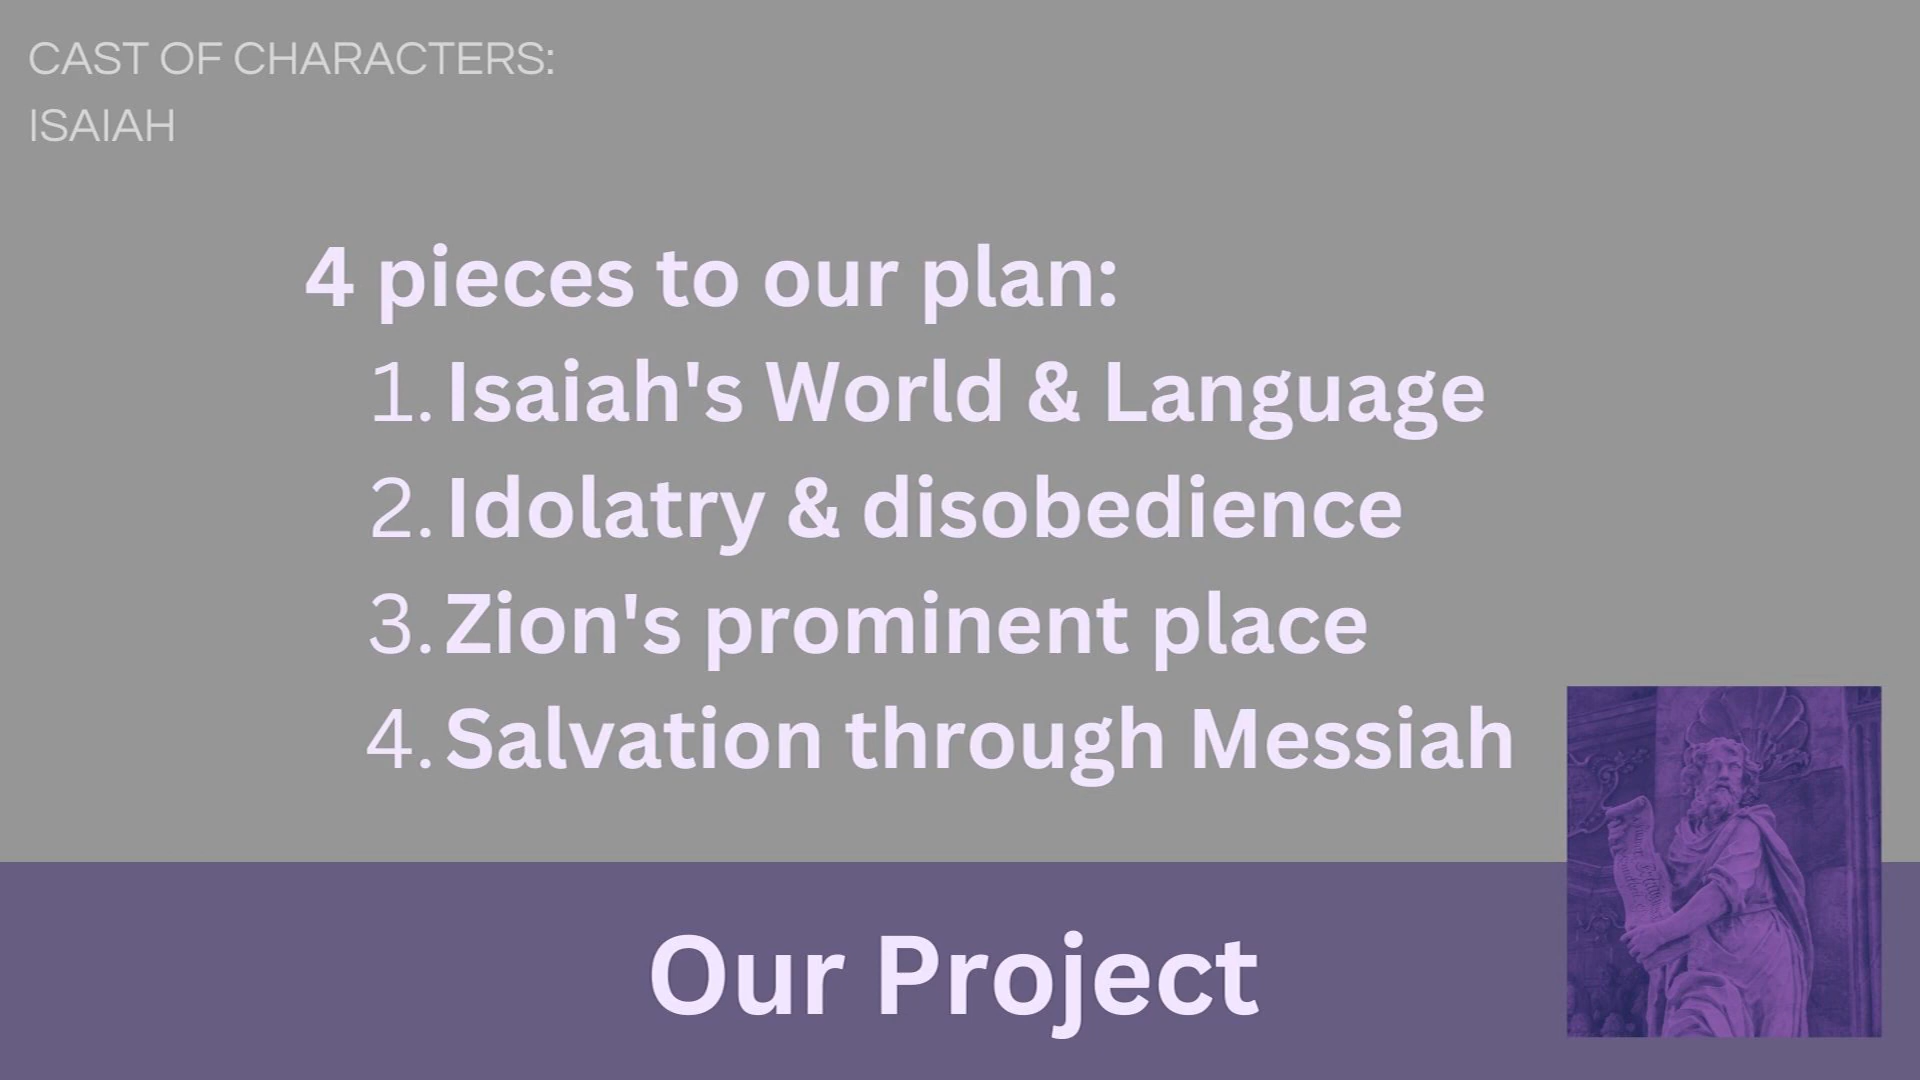 CAST OF CHARACTERS:
ISAIAH
4 pieces to our plan:
1. Isaiah's World & Language
2. Idolatry & disobedience
3. Zion's prominent place
4. Salvation through Messiah
Our Project